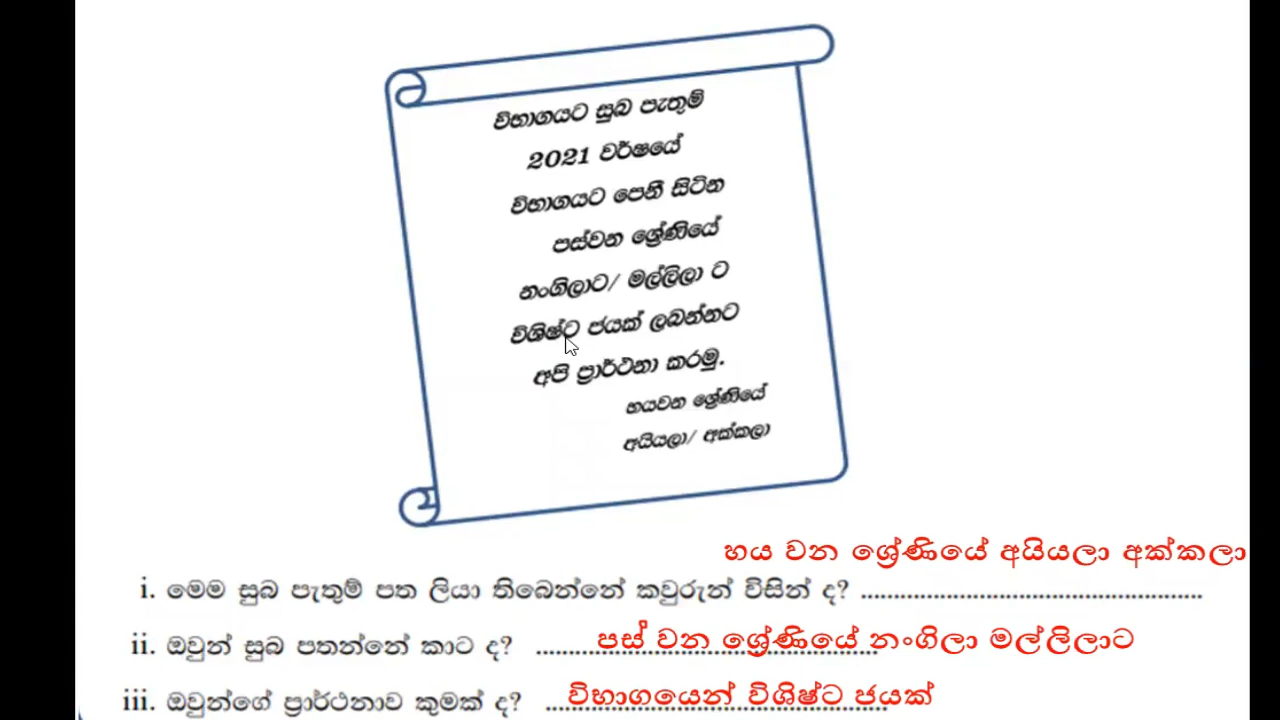 විභාගයට සුබ පැතුම්
2021 වර්ෂයේ
විභාගයට පෙනී සිටින
පස්වන ශ්‍රේණියේ
නංගිලාට/ මල්ලිලා ට
විශිෂ්ට ජයක් ලබන්නට
අපි ප්‍රාර්ථනා කරමු.
හයවන ශ්‍රේණියේ
අයියලා/ අක්කලා
හය වන ශ්‍රේණියේ අයියලා අක්කලා
i. මෙම සුබ පැතුම් පත ලියා තිබෙන්නේ කවුරුන් විසින් ද? ....................................................
ii. ඔවුන් සුබ පතන්නේ කාට ද? .................................................... පස් වන ශ්‍රේණියේ නංගිලා මල්ලිලාට
iii. ඔවුන්ගේ ප්‍රාර්ථනාව කුමක් ද? .................................................... විභාගයෙන් විශිෂ්ට ජයක්